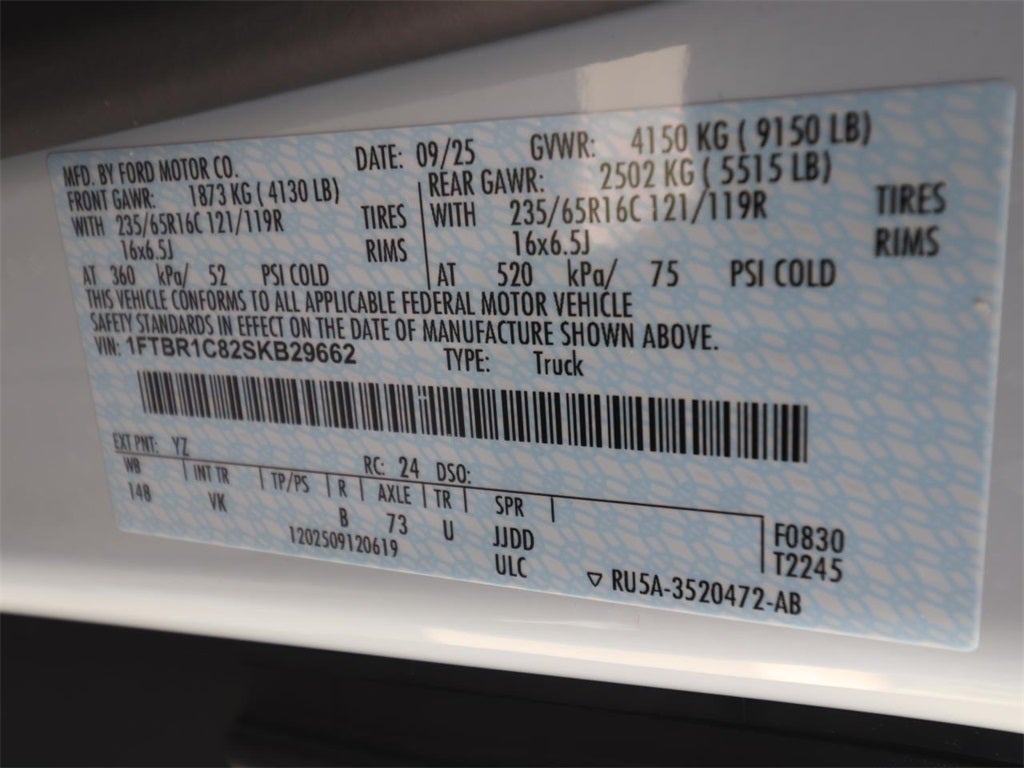 MFD. BY FORD MOTOR CO. DATE: 09/25 GVWR: 4150 KG ( 9150 LB)
FRONT GAWR: 1873 KG ( 4130 LB) REAR GAWR: 2502 KG ( 5515 LB)
WITH 235/65R16C 121/119R TIRES WITH 235/65R16C 121/119R TIRES
16x6.5J RIMS 16x6.5J RIMS
AT 360 kPa/ 52 PSI COLD AT 520 kPa/ 75 PSI COLD
THIS VEHICLE CONFORMS TO ALL APPLICABLE FEDERAL MOTOR VEHICLE
SAFETY STANDARDS IN EFFECT ON THE DATE OF MANUFACTURE SHOWN ABOVE.
VIN: 1FTBR1C82SKB29662 TYPE: Truck
EXT PNT: YZ RC: 24 DSO:
WB INT TR TP/PS R AXLE TR SPR
148 VK B 73 U JJDD F0830
1202509120619 ULC T2245
▽ RU5A-3520472-AB